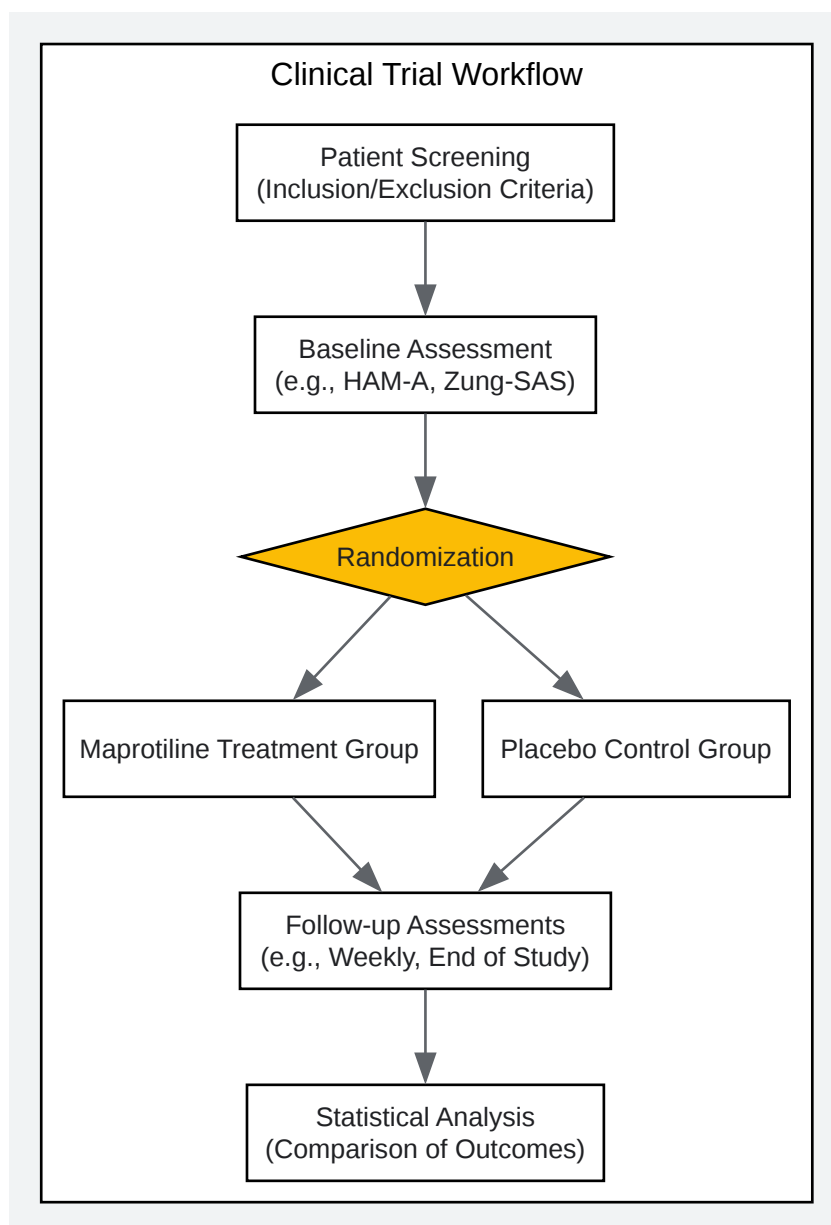 Clinical Trial Workflow
Patient Screening
(Inclusion/Exclusion Criteria)
Baseline Assessment
(e.g., HAM-A, Zung-SAS)
Randomization
Maprotiline Treatment Group
Placebo Control Group
Follow-up Assessments
(e.g., Weekly, End of Study)
Statistical Analysis
(Comparison of Outcomes)